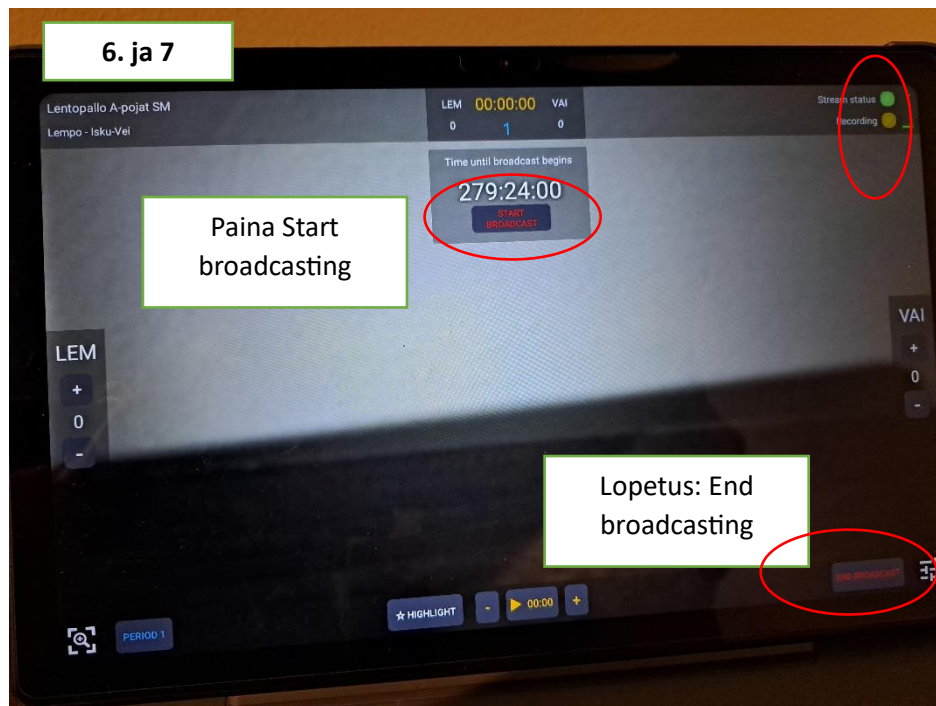 6. ja 7
Lentopallo A-pojat SM
Lempo - Isku-Vei
LEM 00:00:00 VAI
0 1 0
Stream status
Recording
Time until broadcast begins
279:24:00
START
BROADCAST
Paina Start
broadcasting
LEM
+
0
-
VAI
+
0
-
Lopetus: End
broadcasting
END BROADCAST
HIGHLIGHT
- 00:00 +
PERIOD 1